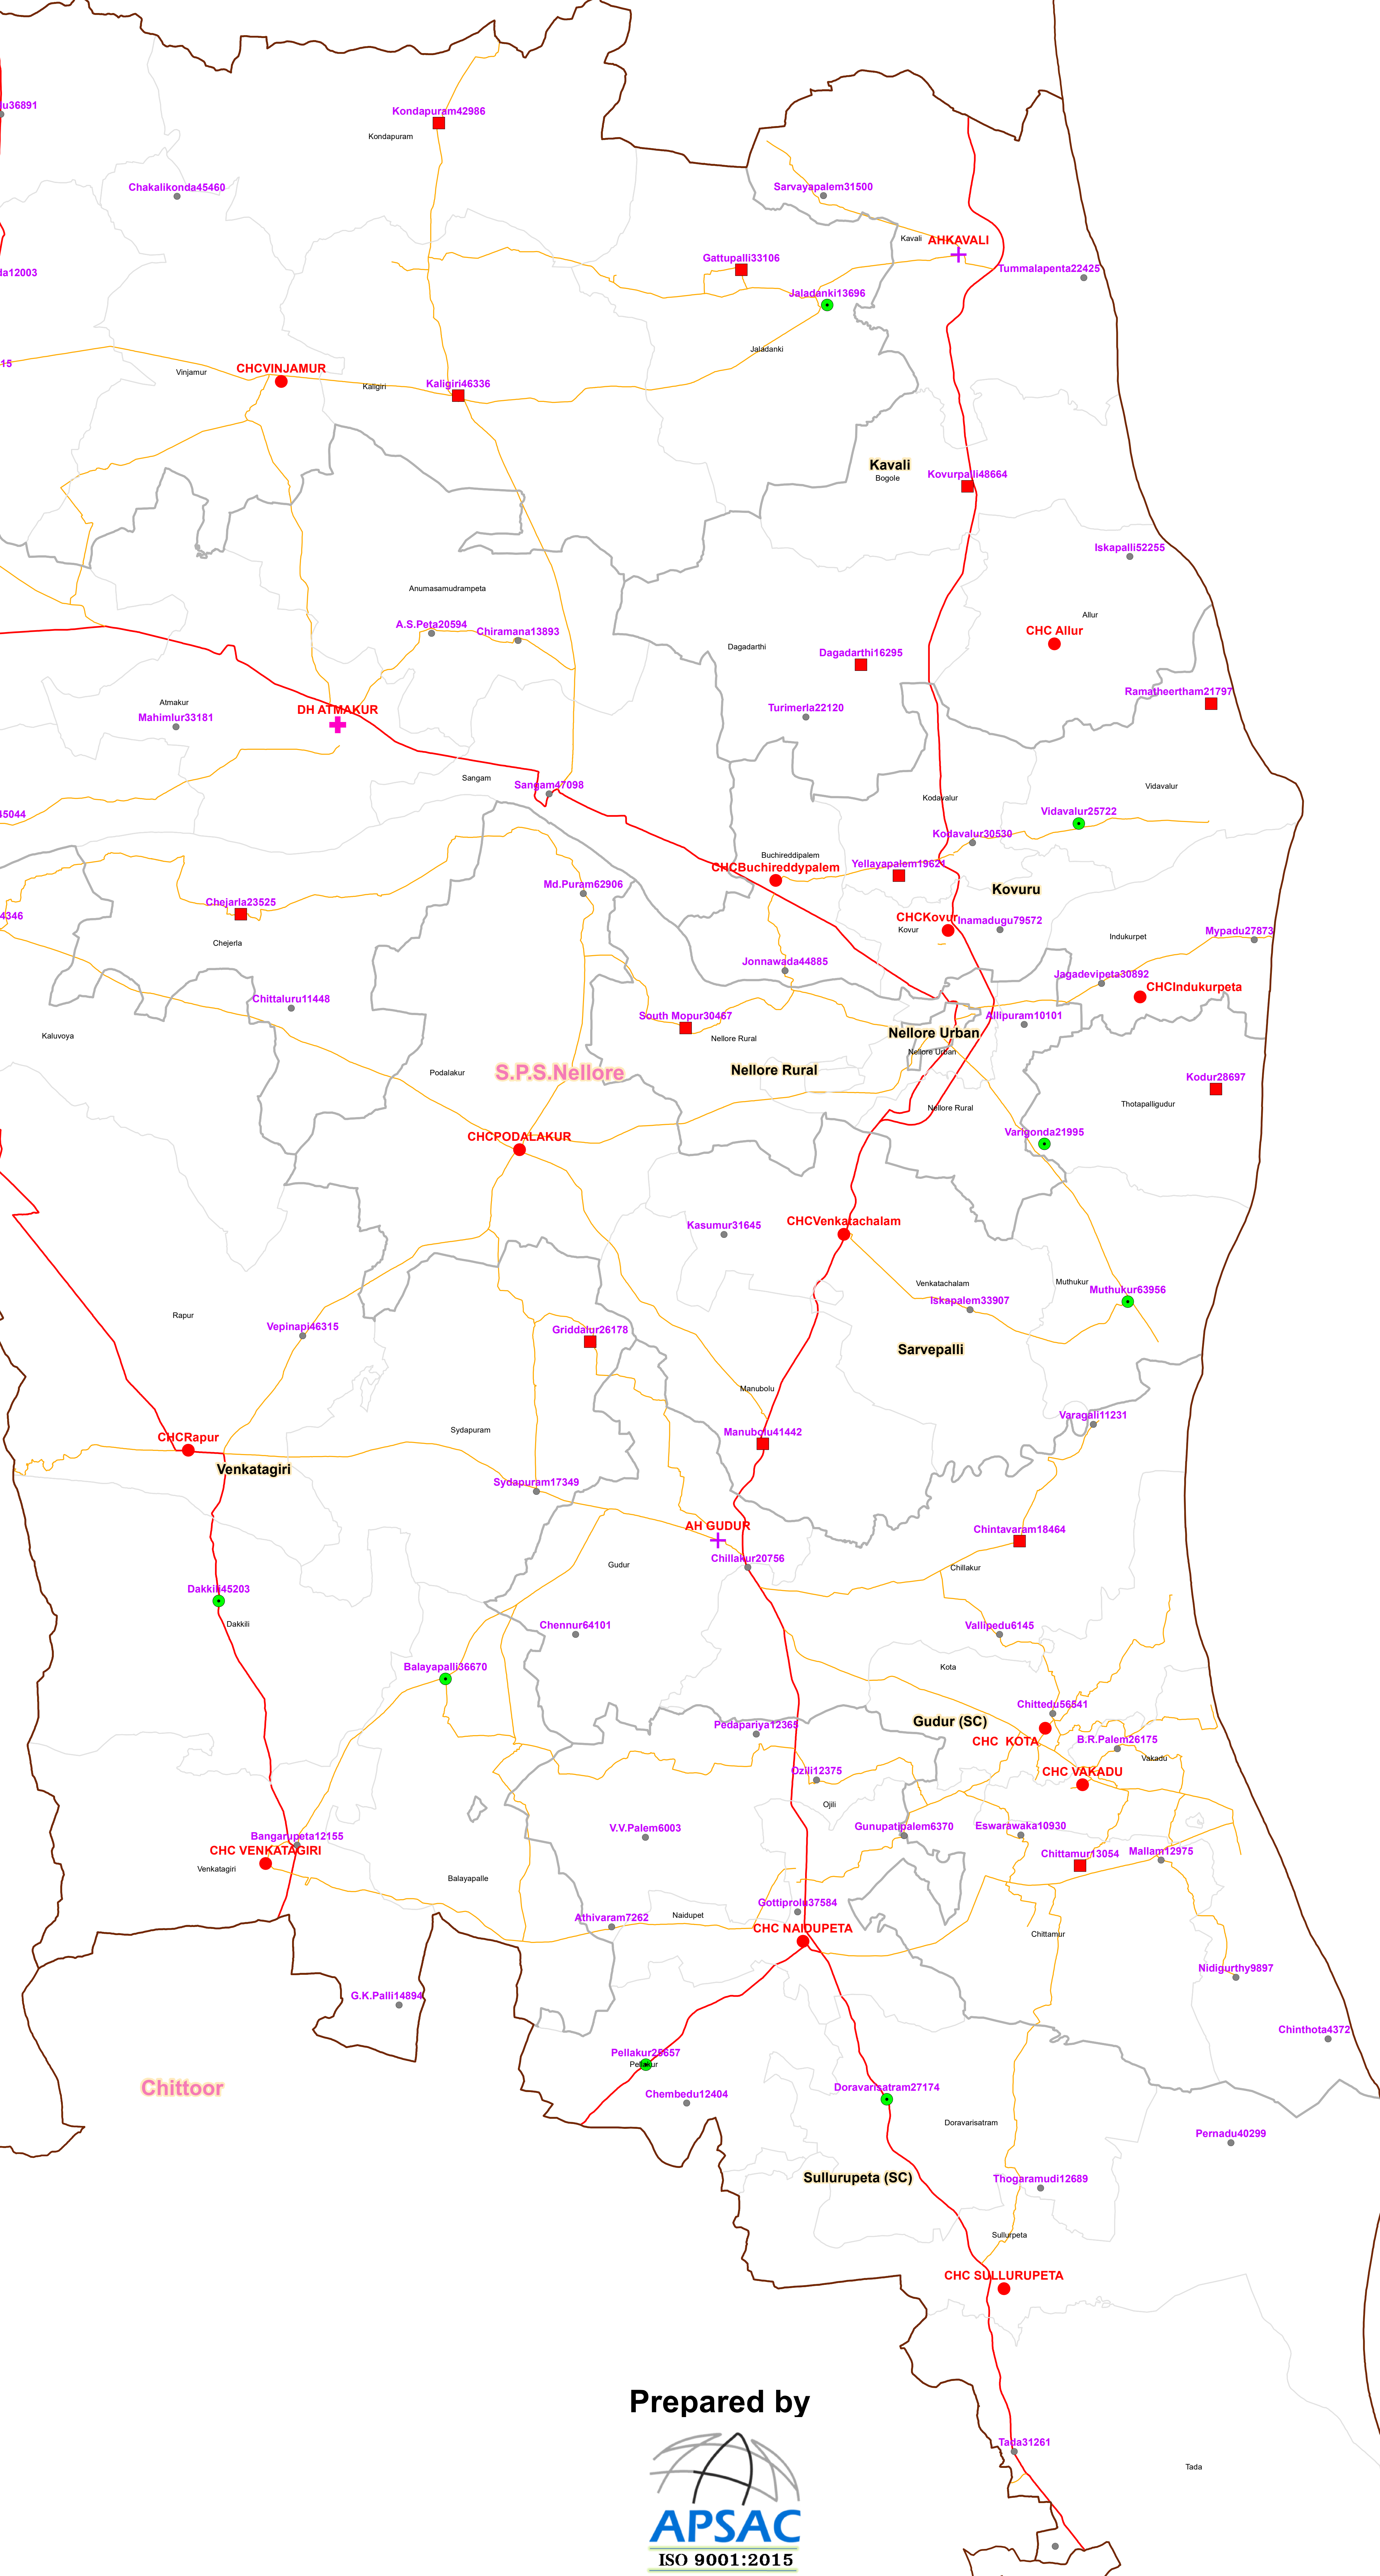 u36891
Kondapuram42986
Kondapuram
Chakalikonda45460
Sarvayapalem31500
Kavali
AHKAVALI
Gattupalli33106
Tummalapenta22425
da12003
Jaladanki13696
Jaladanki
15
CHCVINJAMUR
Vinjamur
Kaligiri
Kaligiri46336
Kavali
Bogole
Kovurpalli48664
Iskapalli52255
Anumasamudrampeta
A.S.Peta20594
Chiramana13893
Allur
CHC Allur
Dagadarthi
Dagadarthi16295
Ramatheertham21797
Atmakur
Mahimlur33181
DH ATMAKUR
Turimerla22120
Sangam
Sangam47098
Vidavalur
Kodavalur
45044
Vidavalur25722
Kodavalur30530
Buchireddipalem
CHCBuchireddypalem
Yellayapalem19621
Md.Puram62906
Kovuru
Chejarla23525
4346
CHCKovur
Inamadugu79572
Kovur
Indukurpet
Mypadu27873
Chejerla
Jonnawada44885
Jagadevipeta30892
CHCIndukurpeta
Chittaluru11448
South Mopur30467
Allipuram10101
Kaluvoya
Nellore Rural
Nellore Urban
Nellore Urban
Podalakur
S.P.S.Nellore
Nellore Rural
Kodur28697
Nellore Rural
Thotapalligudur
CHCPODALAKUR
Varigonda21995
Kasumur31645
CHCVenkatachalam
Venkatachalam
Muthukur
Muthukur63956
Iskapalem33907
Rapur
Vepinapi46315
Griddalur26178
Sarvepalli
Manubolu
Varagali11231
CHCRapur
Sydapuram
Manubolu41442
Venkatagiri
Sydapuram17349
AH GUDUR
Chintavaram18464
Chillakur20756
Gudur
Chillakur
Dakkili45203
Dakkili
Chennur64101
Vallipedu6145
Balayapalli36670
Kota
Chittedu56541
Pedapariya12365
Gudur (SC)
CHC KOTA
B.R.Palem26175
Vakadu
Ozili12375
CHC VAKADU
Ojili
V.V.Palem6003
Gunupatipalem6370
Eswarawaka10930
Bangarupeta12155
CHC VENKATAGIRI
Chittamur13054
Mallam12975
Venkatagiri
Balayapalle
Gottiprolu37584
Athivaram7262
Naidupet
CHC NAIDUPETA
Chittamur
Nidigurthy9897
G.K.Palli14894
Chinthota4372
Pellakur25657
Pellakur
Chittoor
Chembedu12404
Doravarisatram27174
Doravarisatram
Pernadu40299
Sullurupeta (SC)
Thogaramudi12689
Sullurpeta
CHC SULLURUPETA
Prepared by
Tada31261
Tada
APSAC
ISO 9001:2015